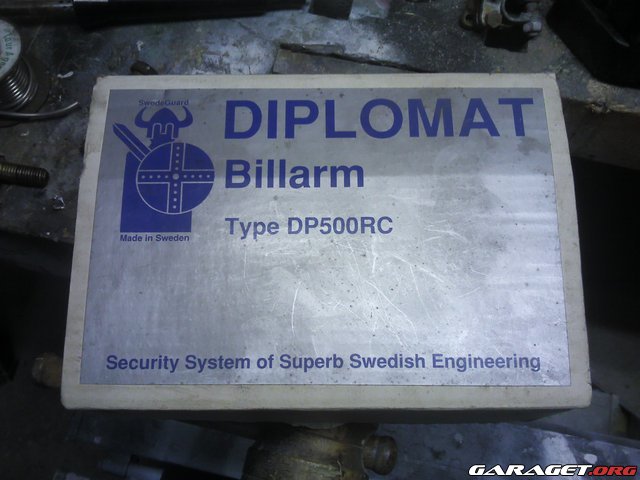 SwedeGuard
DIPLOMAT
Billarm
Type DP500RC
Made in Sweden
Security System of Superb Swedish Engineering
GARAGET.ORG